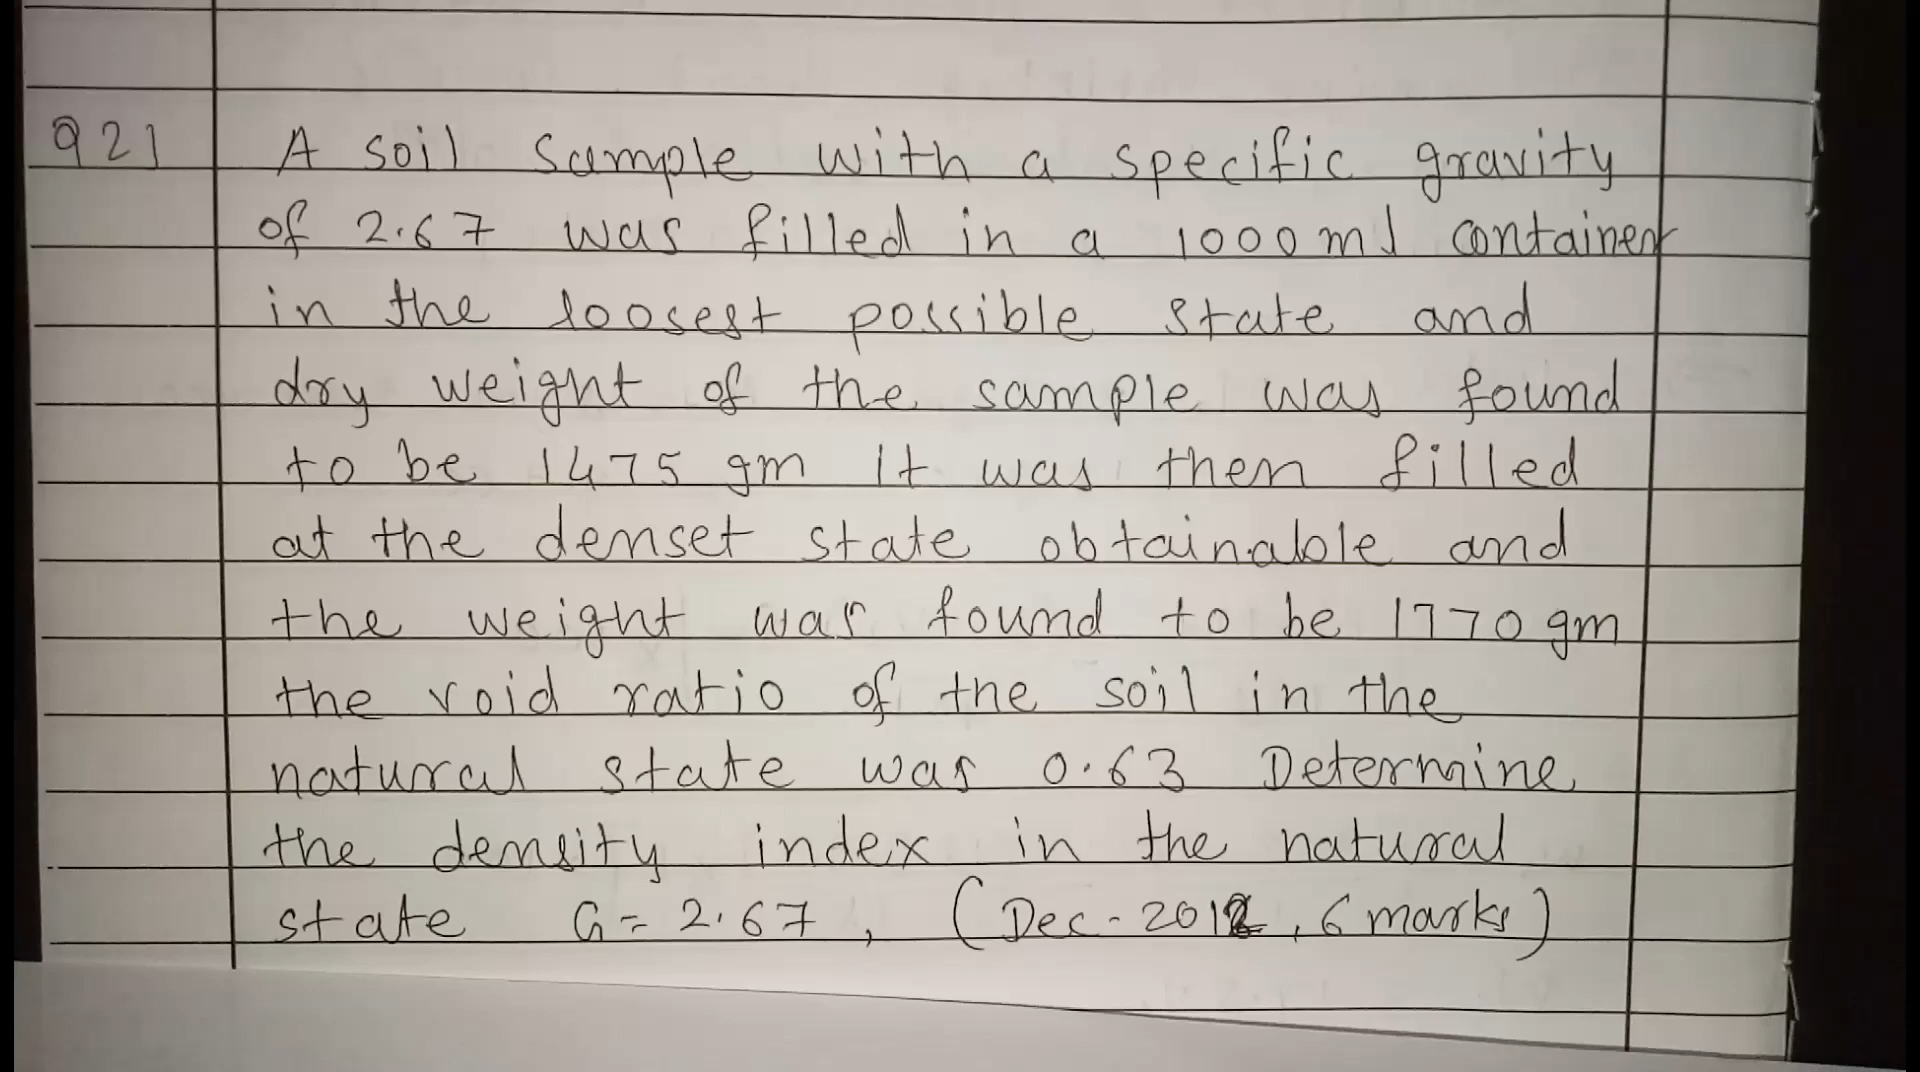 Q2] A soil sample with a specific gravity
of 2.67 was filled in a 1000 ml container
in the loosest possible state and
dry weight of the sample was found
to be 1475 gm It was then filled
at the denset state obtainable and
the weight was found to be 1770 gm
the void ratio of the soil in the
natural state was 0.63 Determine
the density index in the natural
state G = 2.67, (Dec-2012, 6 marks)